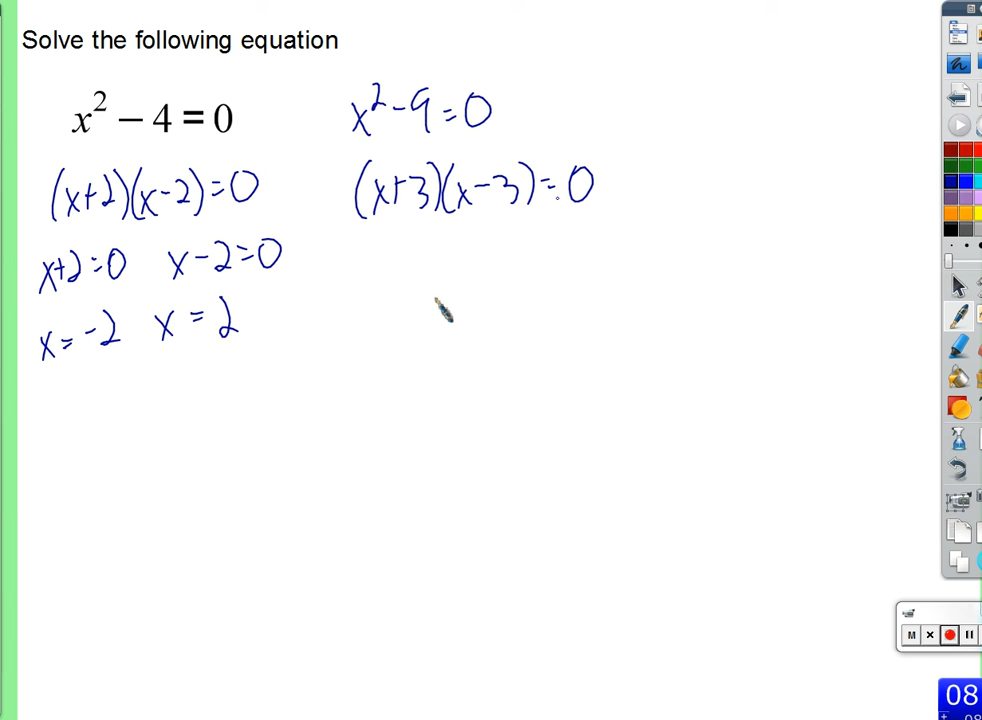 Solve the following equation
x² − 4 = 0
(x+2)(x-2)=0
x+2=0 x-2=0
x=-2 x=2
x²-9=0
(x+3)(x-3)=0
M
08